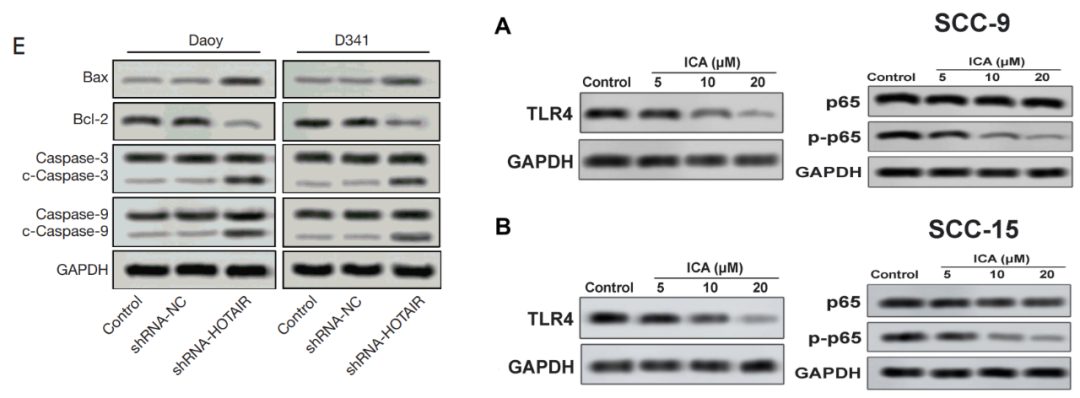 E
Daoy
D341
Bax
Bcl-2
Caspase-3
c-Caspase-3
Caspase-9
c-Caspase-9
GAPDH
Control
shRNA-NC
shRNA-HOTAIR
Control
shRNA-NC
shRNA-HOTAIR
A
SCC-9
ICA (μM)
Control 5 10 20
TLR4
GAPDH
ICA (μM)
Control 5 10 20
p65
p-p65
GAPDH
B
SCC-15
ICA (μM)
Control 5 10 20
TLR4
GAPDH
ICA (μM)
Control 5 10 20
p65
p-p65
GAPDH